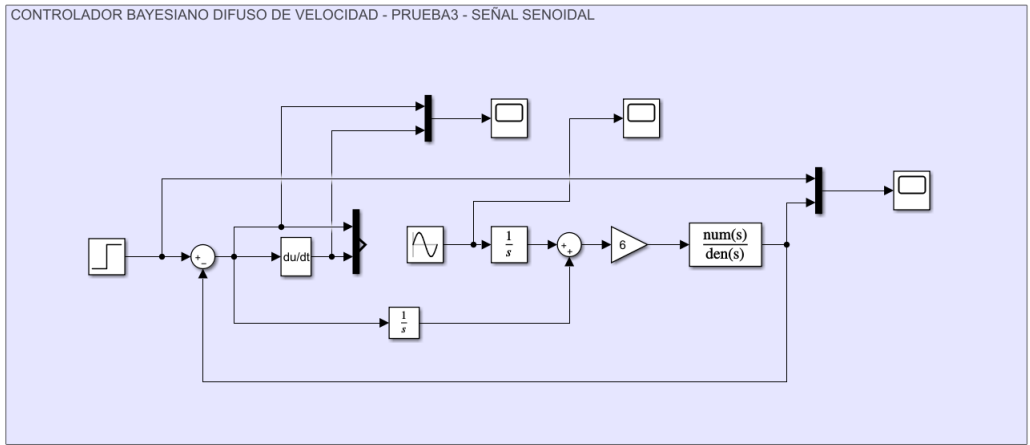 CONTROLADOR BAYESIANO DIFUSO DE VELOCIDAD - PRUEBA3 - SEÑAL SENOIDAL
num(s)
1
s
6
den(s)
du/dt
1
s